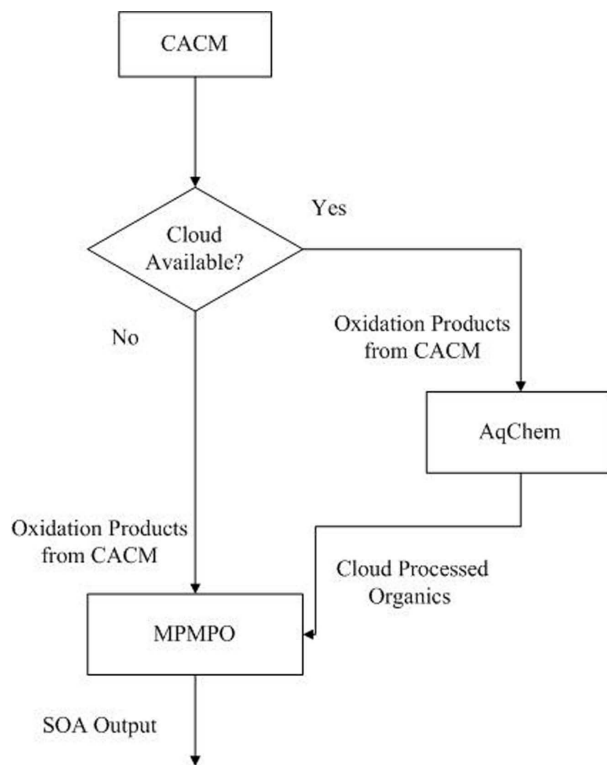 CACM
Yes
Cloud
Available?
No
Oxidation Products
from CACM
AqChem
Oxidation Products
from CACM
Cloud Processed
Organics
MPMPO
SOA Output